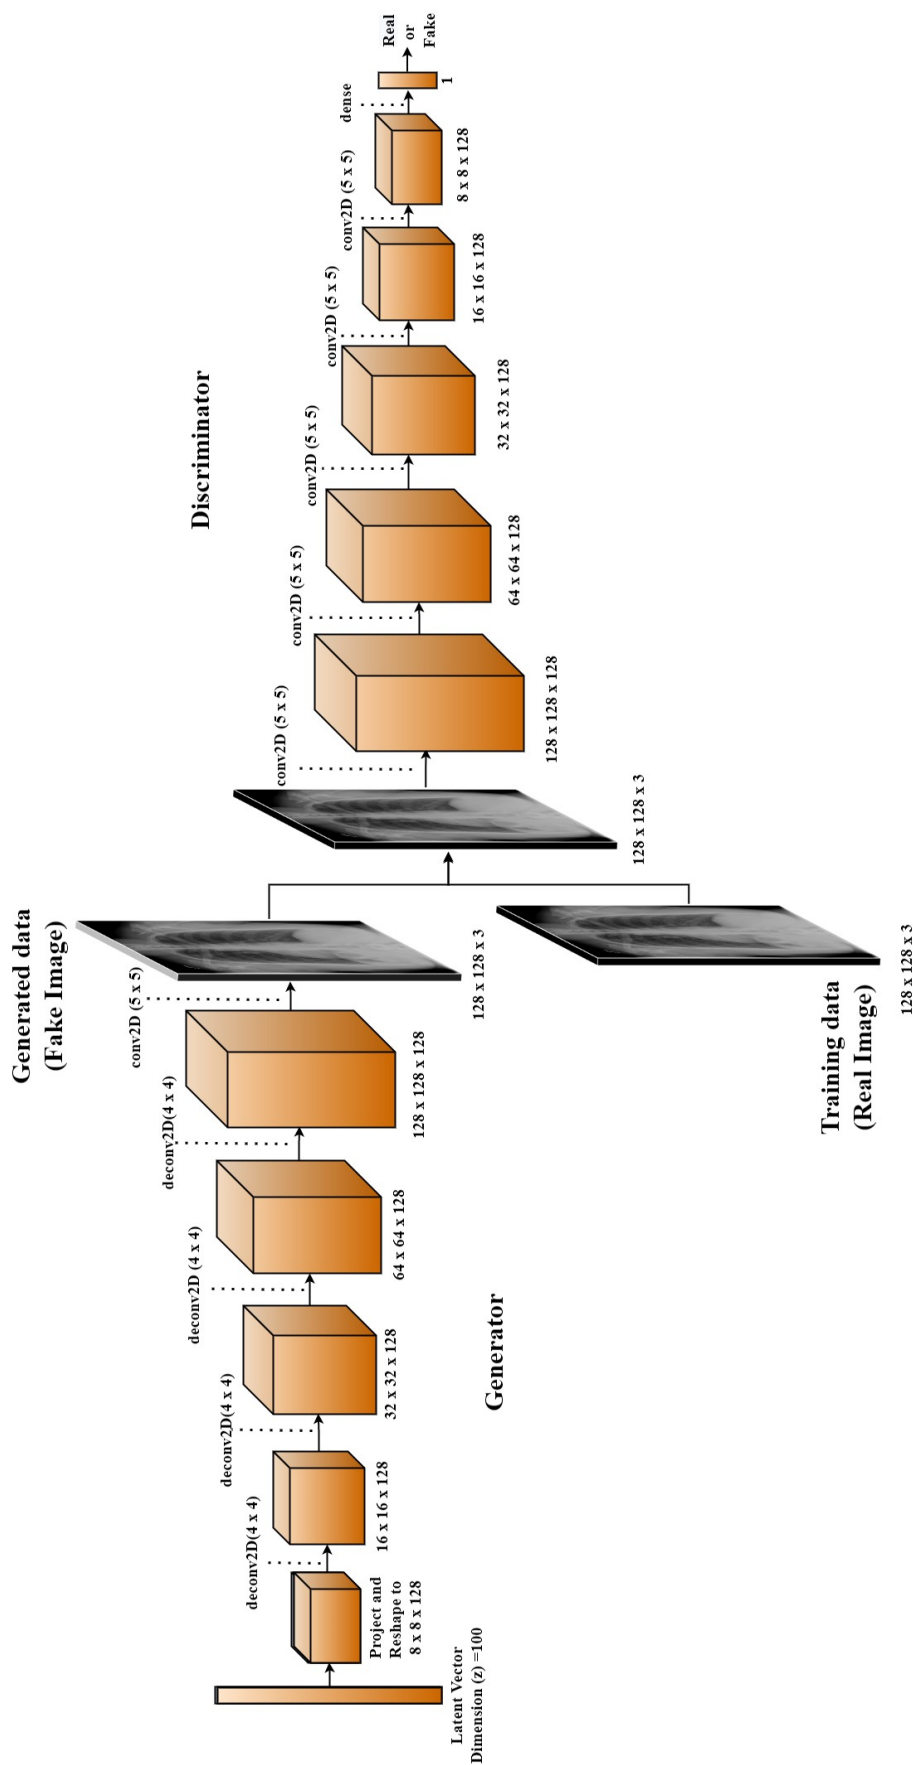 Latent Vector
Dimension (z) =100
Project and
Reshape to
8 x 8 x 128
deconv2D(4 x 4)
16 x 16 x 128
deconv2D(4 x 4)
32 x 32 x 128
deconv2D (4 x 4)
64 x 64 x 128
deconv2D(4 x 4)
128 x 128 x 128
conv2D (5 x 5)
Generated data
(Fake Image)
128 x 128 x 3
Generator
Training data
(Real Image)
128 x 128 x 3
128 x 128 x 3
Discriminator
conv2D (5 x 5)
128 x 128 x 128
conv2D (5 x 5)
64 x 64 x 128
conv2D (5 x 5)
32 x 32 x 128
conv2D (5 x 5)
16 x 16 x 128
conv2D (5 x 5)
8 x 8 x 128
dense
1
Real
or
Fake